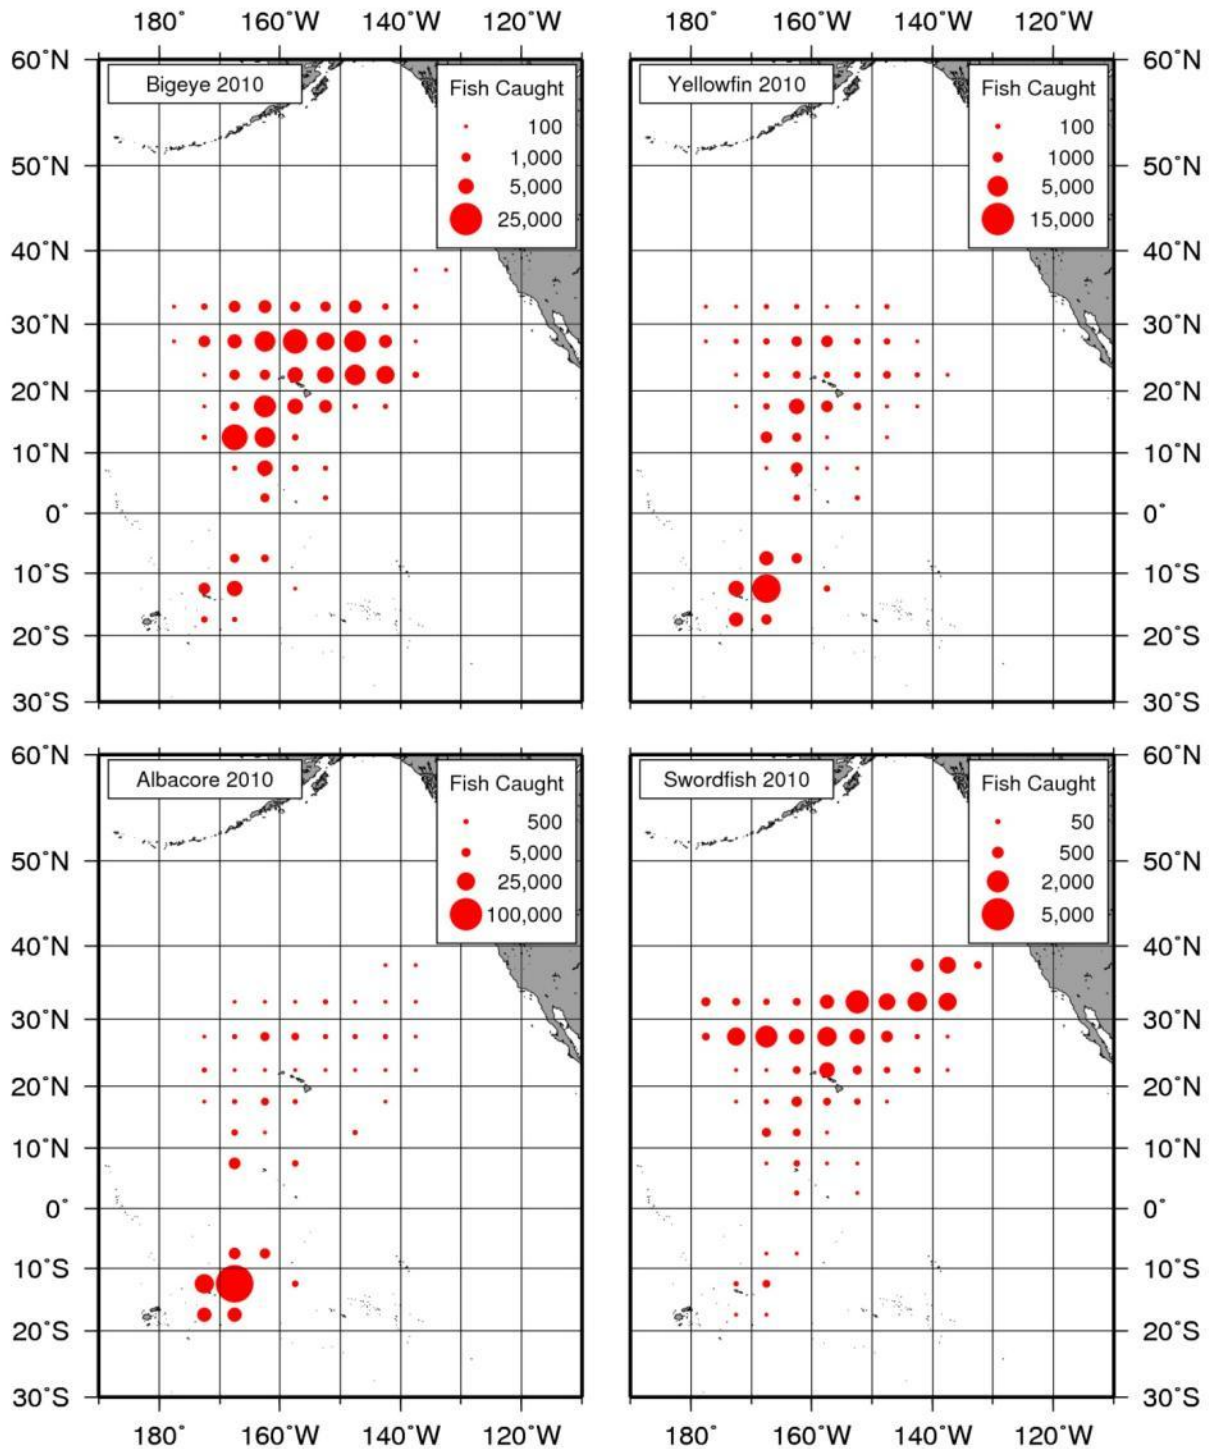 180˚ 160˚W 140˚W 120˚W 180˚ 160˚W 140˚W 120˚W
60˚N
50˚N
40˚N
30˚N
20˚N
10˚N
0˚
10˚S
20˚S
30˚S
Bigeye 2010
Fish Caught
100
1,000
5,000
25,000
Yellowfin 2010
Fish Caught
100
1000
5,000
15,000
60˚N
50˚N
40˚N
30˚N
20˚N
10˚N
0˚
10˚S
20˚S
30˚S
60˚N
50˚N
40˚N
30˚N
20˚N
10˚N
0˚
10˚S
20˚S
30˚S
Albacore 2010
Fish Caught
500
5,000
25,000
100,000
Swordfish 2010
Fish Caught
50
500
2,000
5,000
60˚N
50˚N
40˚N
30˚N
20˚N
10˚N
0˚
10˚S
20˚S
30˚S
180˚ 160˚W 140˚W 120˚W 180˚ 160˚W 140˚W 120˚W